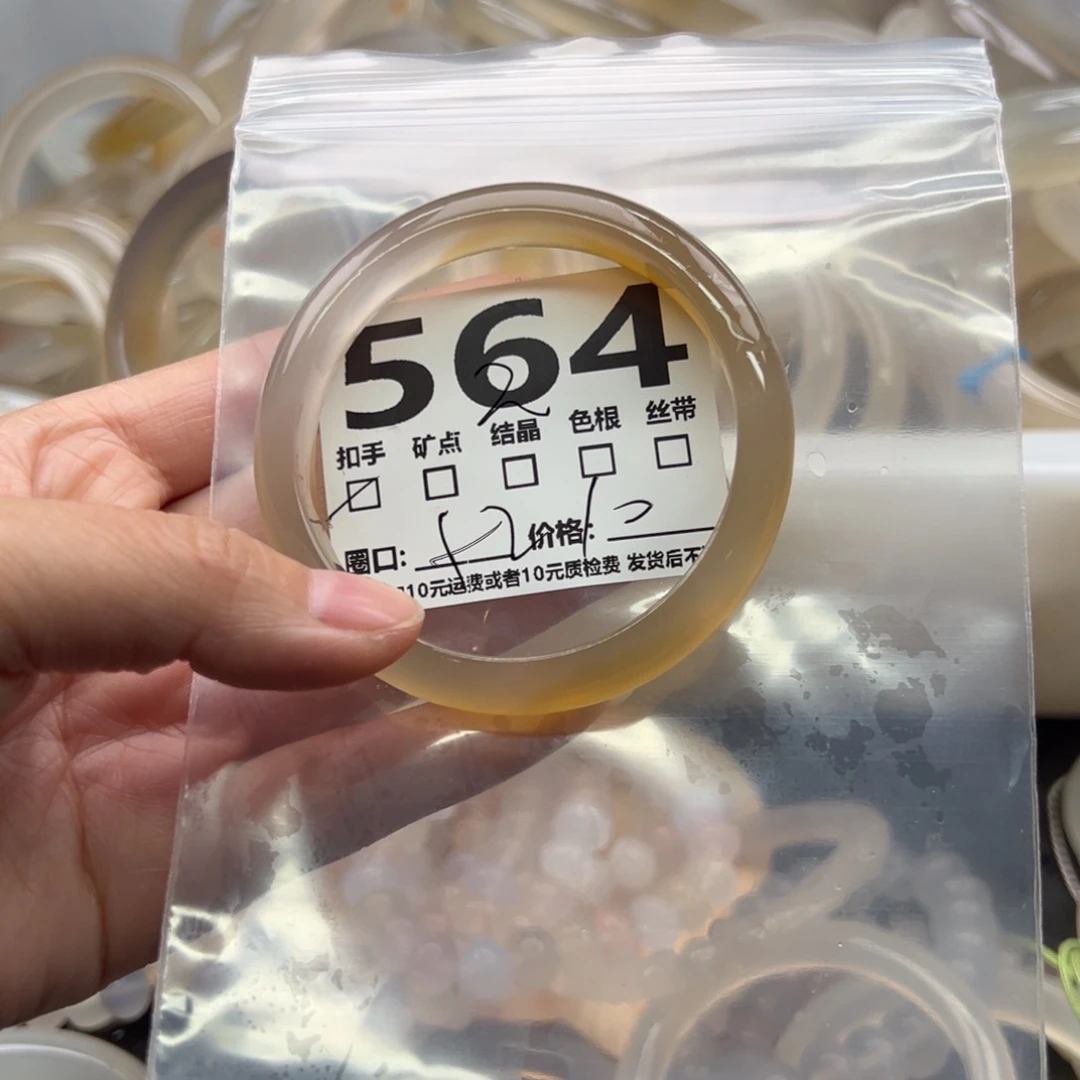 564
扣手 矿点 结晶 色根 丝带
圈口: 价格:
10元运费或者10元质检费 发货后不